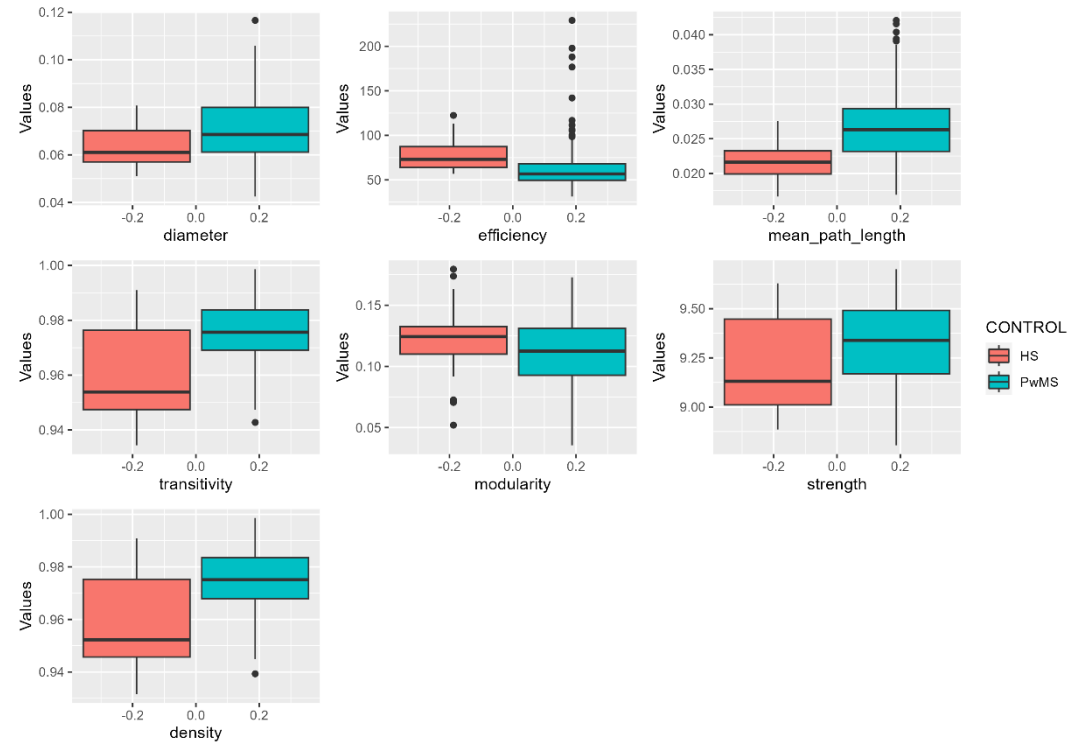 0.12
0.08
0.06
0.04
Values
-0.2 0.0 0.2
diameter
200
150
100
50
Values
-0.2 0.0 0.2
efficiency
0.040
0.035
0.030
0.025
0.020
Values
-0.2 0.0 0.2
mean_path_length
1.00
0.98
0.96
0.94
Values
-0.2 0.0 0.2
transitivity
0.15
0.10
0.05
Values
-0.2 0.0 0.2
modularity
9.50
9.25
9.00
Values
-0.2 0.0 0.2
strength
CONTROL
HS
PwMS
1.00
0.98
0.96
0.94
Values
-0.2 0.0 0.2
density